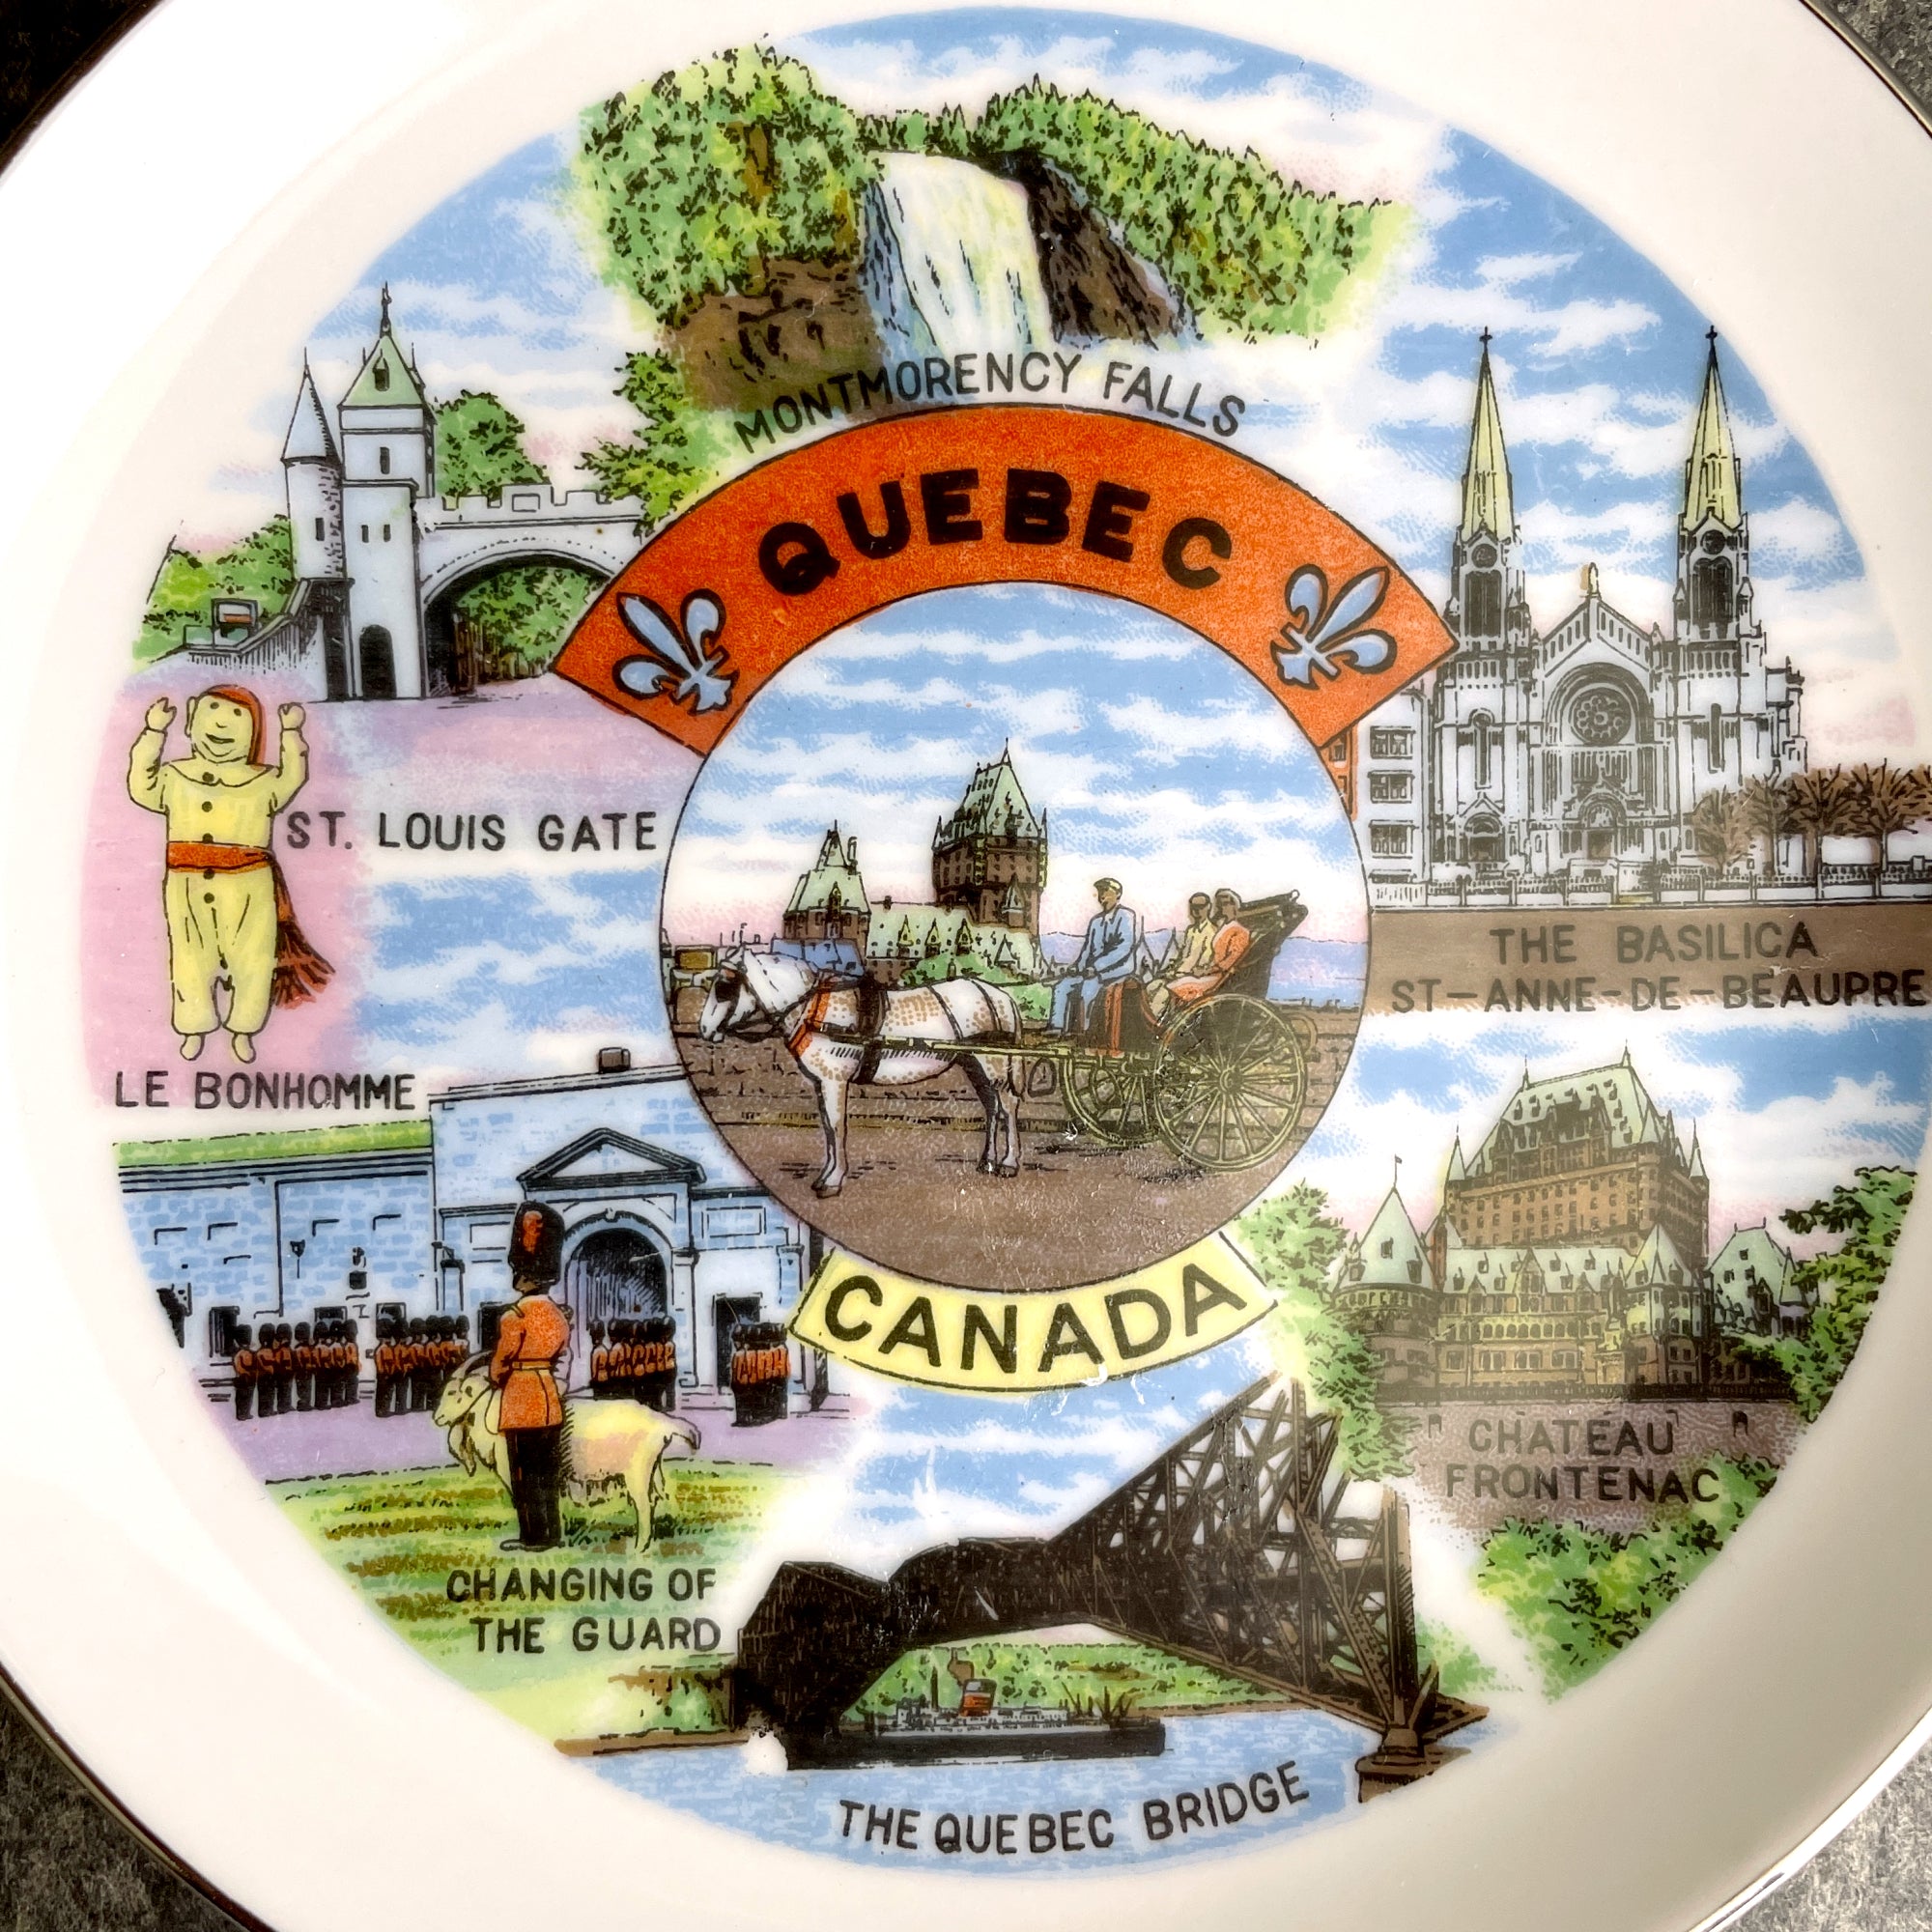 MONTMORENCY FALLS
QUEBEC
ST. LOUIS GATE
THE BASILICA
ST-ANNE-DE-BEAUPRE
LE BONHOMME
CANADA
"CHATEAU"
FRONTENAC
CHANGING OF
THE GUARD
THE QUEBEC BRIDGE